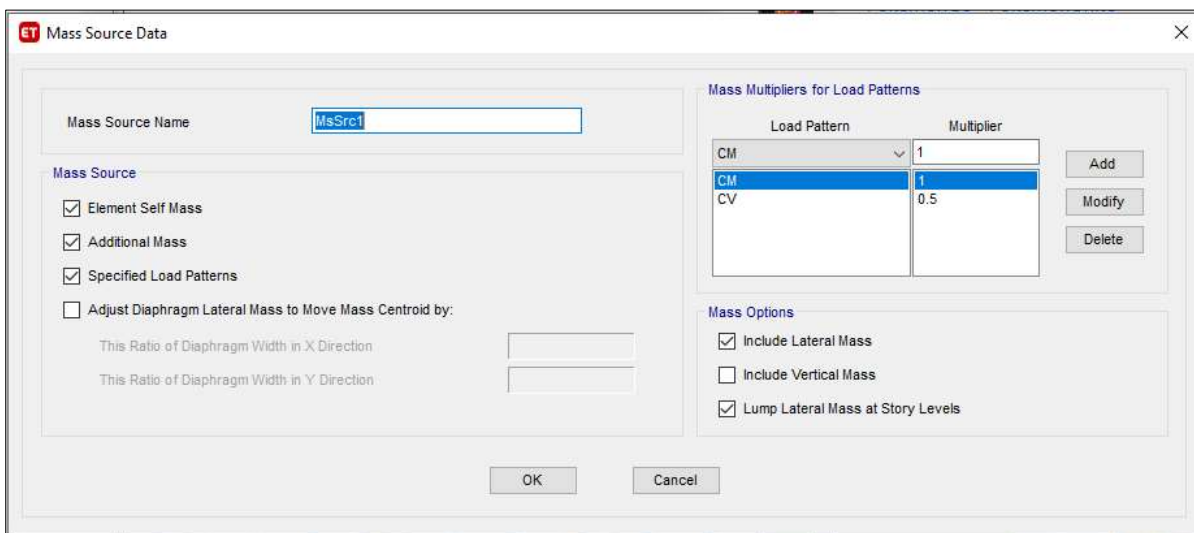 ET Mass Source Data
Mass Source Name MsSrc1
Mass Source
Element Self Mass
Additional Mass
Specified Load Patterns
Adjust Diaphragm Lateral Mass to Move Mass Centroid by:
This Ratio of Diaphragm Width in X Direction
This Ratio of Diaphragm Width in Y Direction
Mass Multipliers for Load Patterns
Load Pattern Multiplier
CM 1
CM 1
CV 0.5
Add
Modify
Delete
Mass Options
Include Lateral Mass
Include Vertical Mass
Lump Lateral Mass at Story Levels
OK Cancel